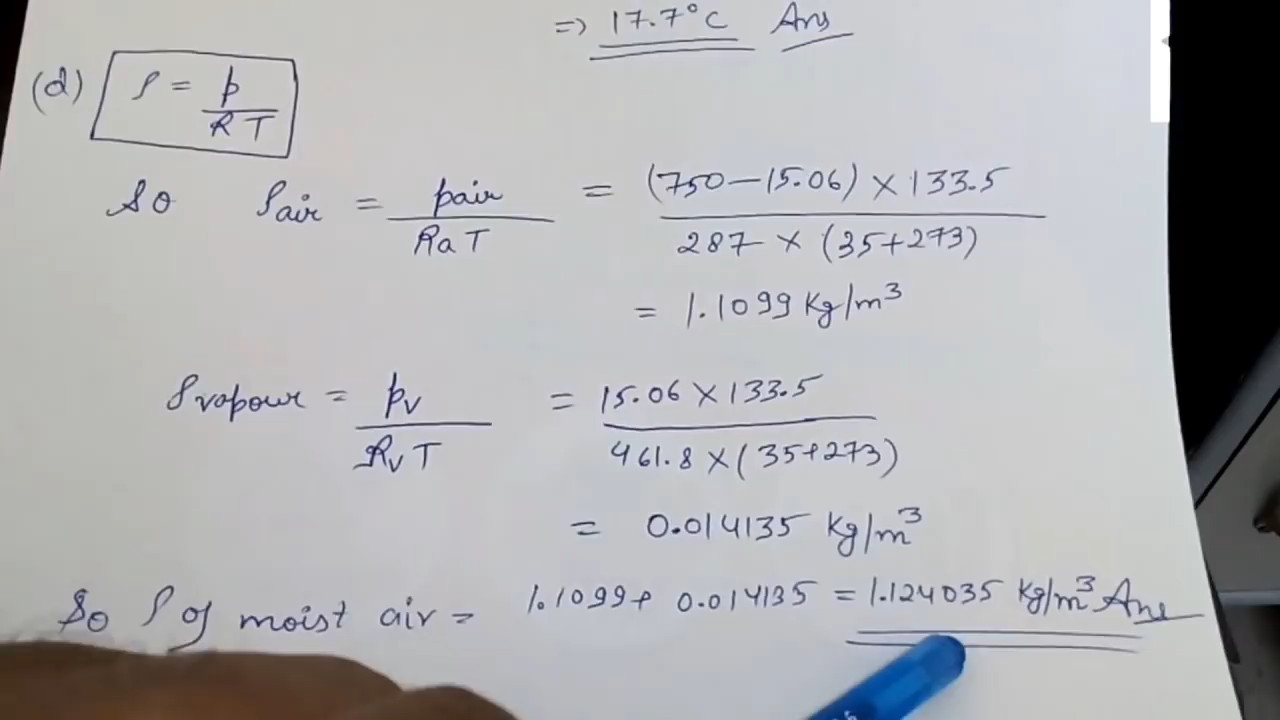 => 17.7°C Ans
(d) ρ = p / RT
So ρair = pair / RaT = (750-15.06) × 133.5 / 287 × (35+273)
= 1.1099 Kg/m³
ρvapour = pv / RvT = 15.06 × 133.5 / 461.8 × (35+273)
= 0.014135 Kg/m³
So ρ of moist air = 1.1099 + 0.014135 = 1.124035 Kg/m³ Ans